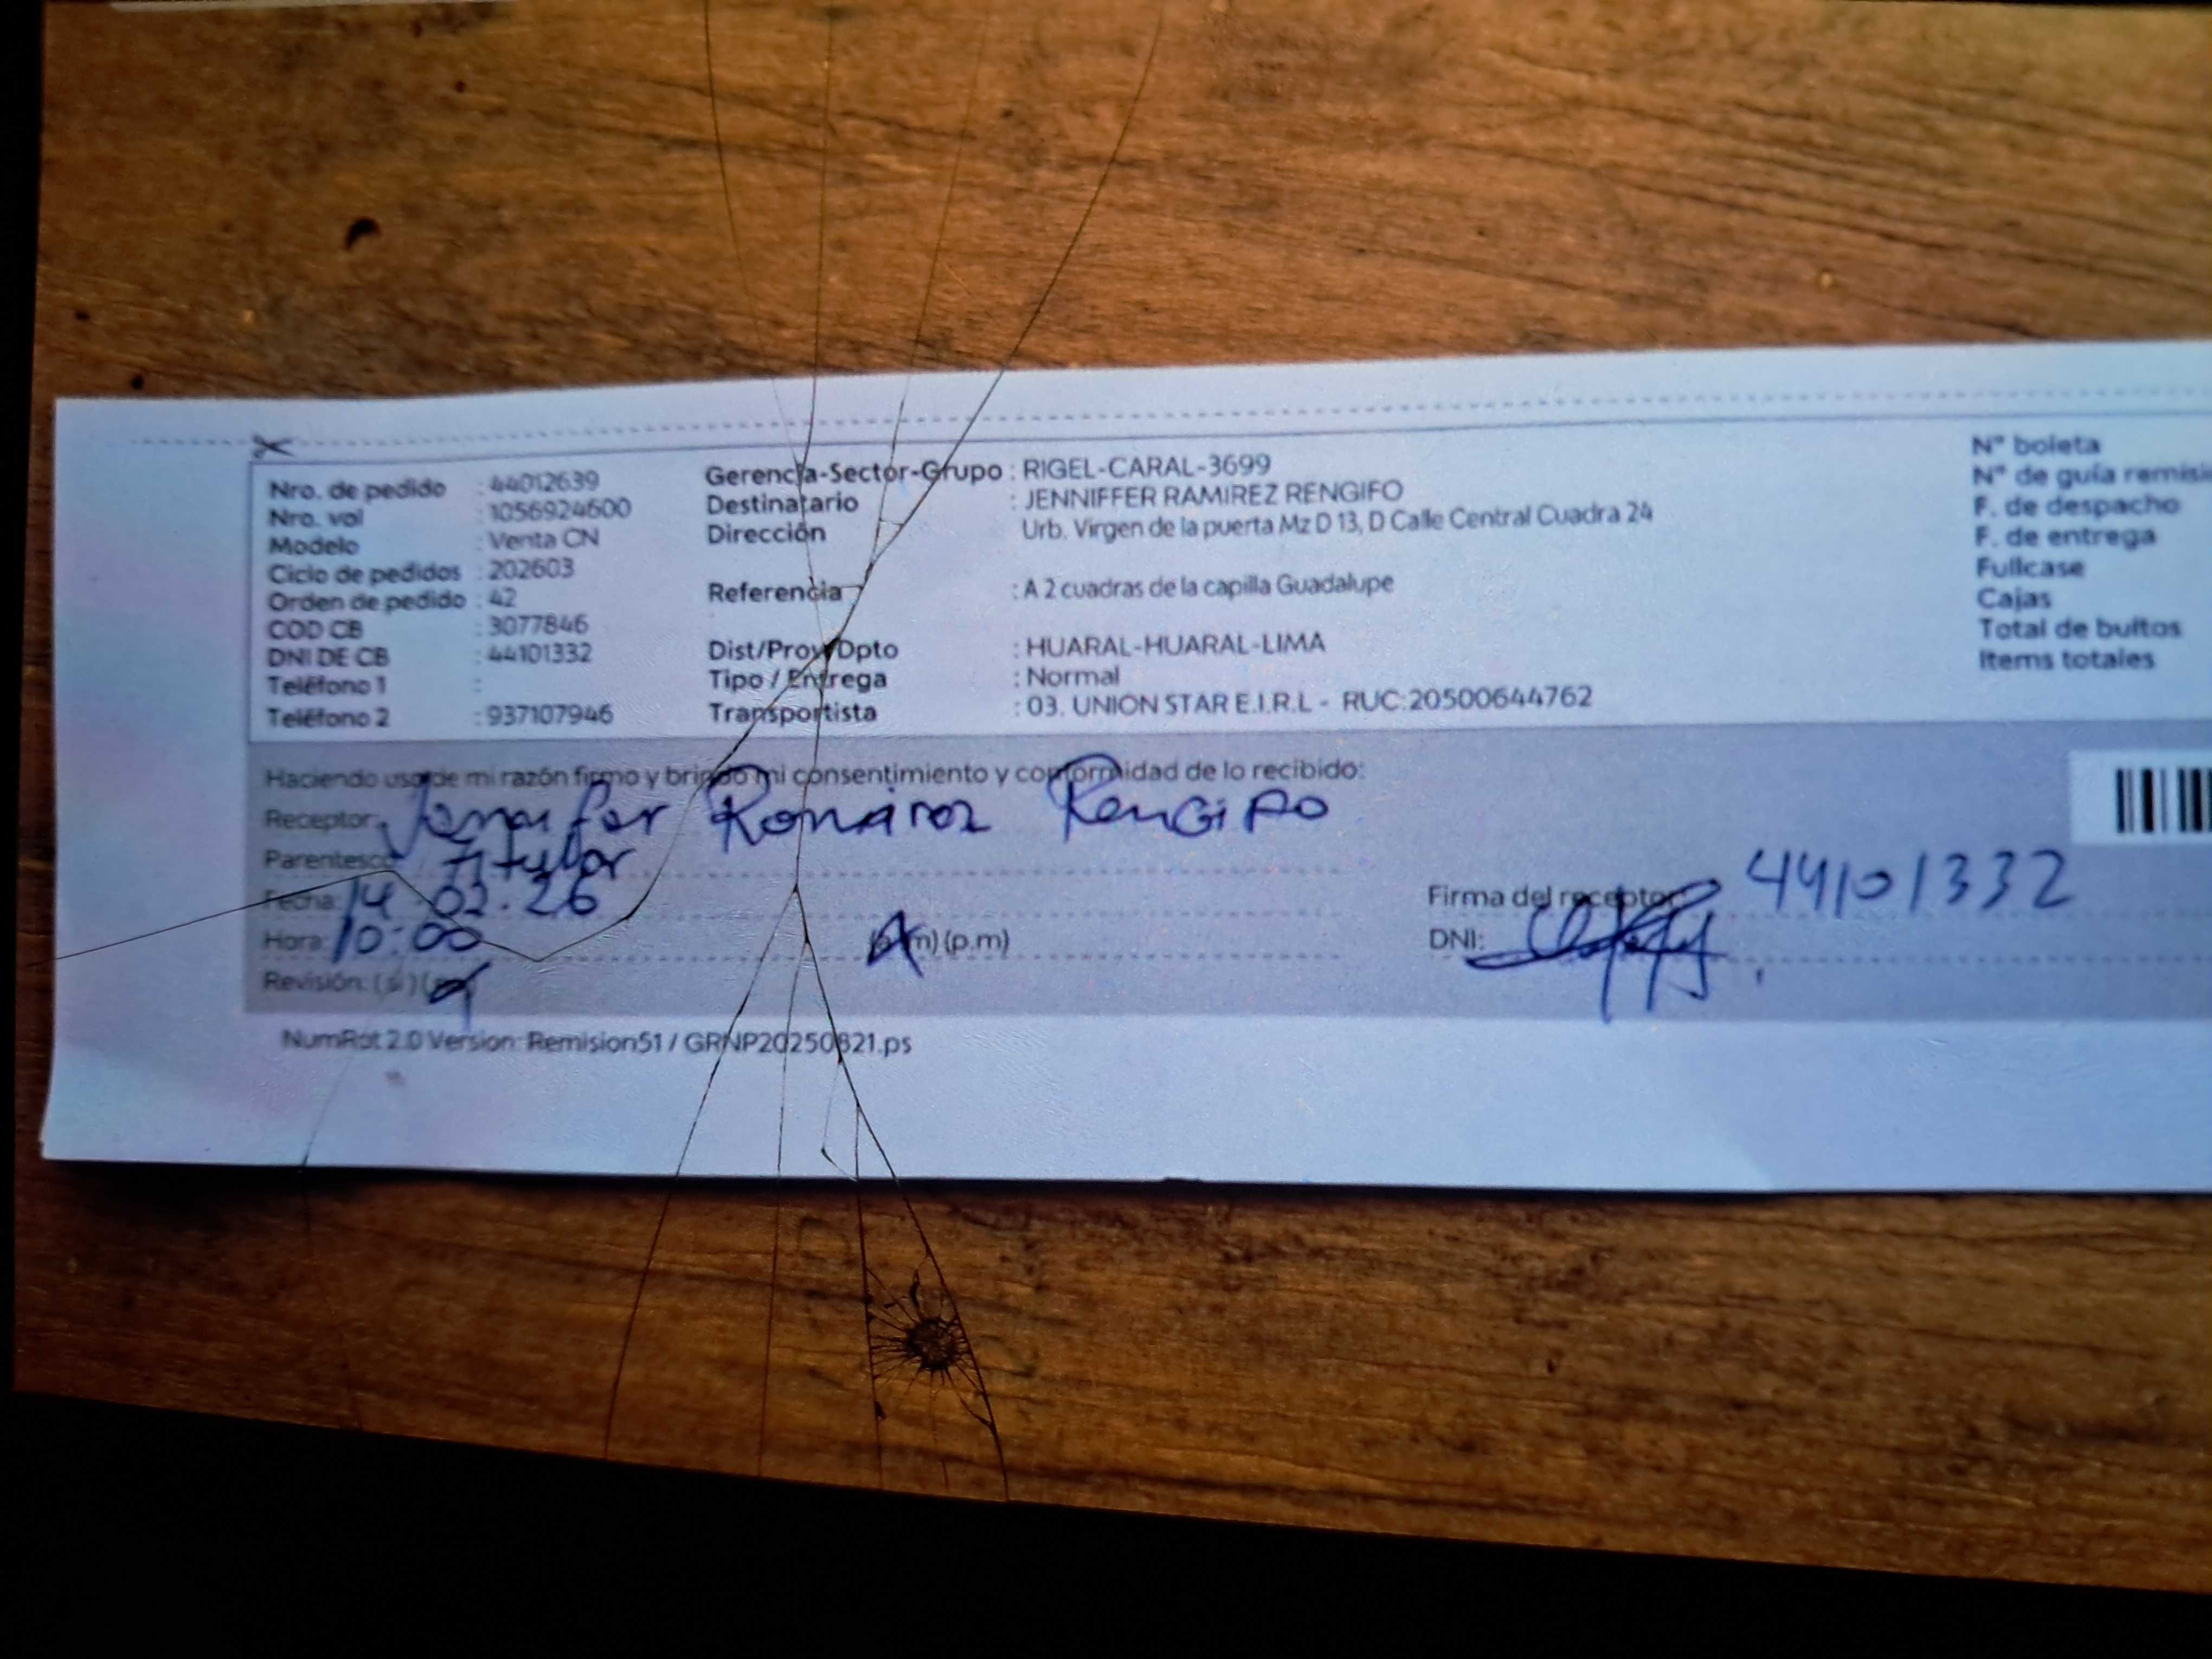 Nro. de pedido : 44012639
Nro. vol : 1056924600
Modelo : Venta CN
Ciclo de pedidos : 202603
Orden de pedido : 42
COD CB : 3077846
DNI DE CB : 44101332
Teléfono 1 :
Teléfono 2 : 937107946
Gerencia-Sector-Grupo : RIGEL-CARAL-3699
Destinatario : JENNIFFER RAMIREZ RENGIFO
Dirección Urb. Virgen de la puerta Mz D 13, D Calle Central Cuadra 24
Referencia : A 2 cuadras de la capilla Guadalupe
Dist/Prov/Dpto : HUARAL-HUARAL-LIMA
Tipo / Entrega : Normal
Transportista : 03. UNION STAR E.I.R.L - RUC:20500644762
N° boleta
N° de guía remisi
F. de despacho
F. de entrega
Fullcase
Cajas
Total de bultos
Items totales
Haciendo uso de mi razón firmo y brindo mi consentimiento y conformidad de lo recibido:
Receptor: Rengifo
Parentesco: titular
Fecha: 14 02.26
Hora: 10:00 (a.m) (p.m)
Revisión: (si) (no)
Firma del receptor: 44101332
DNI:
NumRot 2.0 Version: Remision51 / GRNP20250821.ps